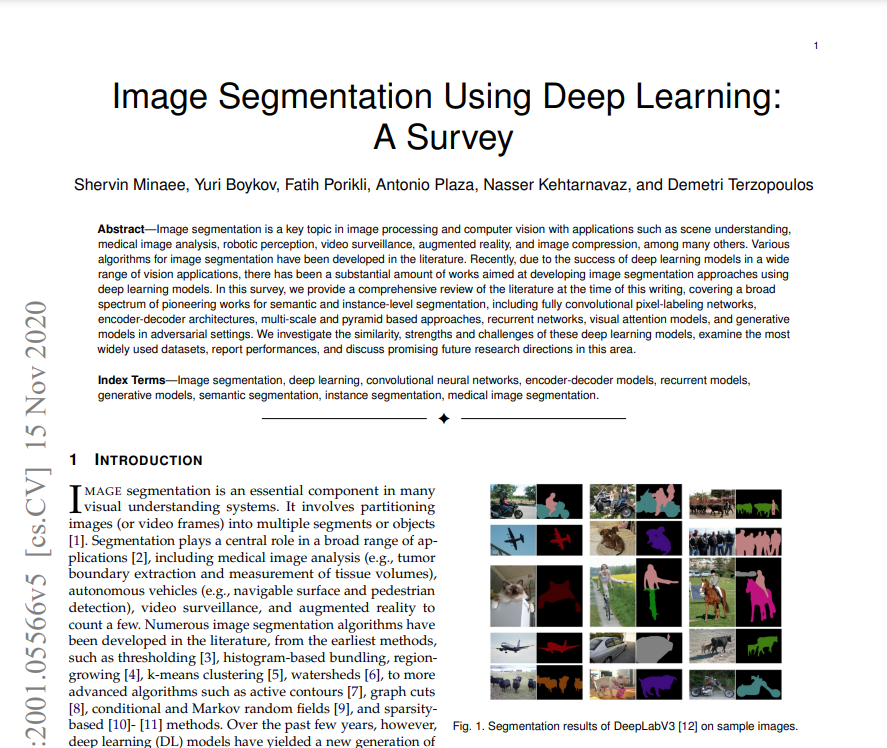 1
Image Segmentation Using Deep Learning:
A Survey
Shervin Minaee, Yuri Boykov, Fatih Porikli, Antonio Plaza, Nasser Kehtarnavaz, and Demetri Terzopoulos
Abstract—Image segmentation is a key topic in image processing and computer vision with applications such as scene understanding,
medical image analysis, robotic perception, video surveillance, augmented reality, and image compression, among many others. Various
algorithms for image segmentation have been developed in the literature. Recently, due to the success of deep learning models in a wide
range of vision applications, there has been a substantial amount of works aimed at developing image segmentation approaches using
deep learning models. In this survey, we provide a comprehensive review of the literature at the time of this writing, covering a broad
spectrum of pioneering works for semantic and instance-level segmentation, including fully convolutional pixel-labeling networks,
encoder-decoder architectures, multi-scale and pyramid based approaches, recurrent networks, visual attention models, and generative
models in adversarial settings. We investigate the similarity, strengths and challenges of these deep learning models, examine the most
widely used datasets, report performances, and discuss promising future research directions in this area.
Index Terms—Image segmentation, deep learning, convolutional neural networks, encoder-decoder models, recurrent models,
generative models, semantic segmentation, instance segmentation, medical image segmentation.
1 INTRODUCTION
IMAGE segmentation is an essential component in many
visual understanding systems. It involves partitioning
images (or video frames) into multiple segments or objects
[1]. Segmentation plays a central role in a broad range of ap-
plications [2], including medical image analysis (e.g., tumor
boundary extraction and measurement of tissue volumes),
autonomous vehicles (e.g., navigable surface and pedestrian
detection), video surveillance, and augmented reality to
count a few. Numerous image segmentation algorithms have
been developed in the literature, from the earliest methods,
such as thresholding [3], histogram-based bundling, region-
growing [4], k-means clustering [5], watersheds [6], to more
advanced algorithms such as active contours [7], graph cuts
[8], conditional and Markov random fields [9], and sparsity-
based [10]- [11] methods. Over the past few years, however,
deep learning (DL) models have yielded a new generation of
Fig. 1. Segmentation results of DeepLabV3 [12] on sample images.
:2001.05566v5 [cs.CV] 15 Nov 2020